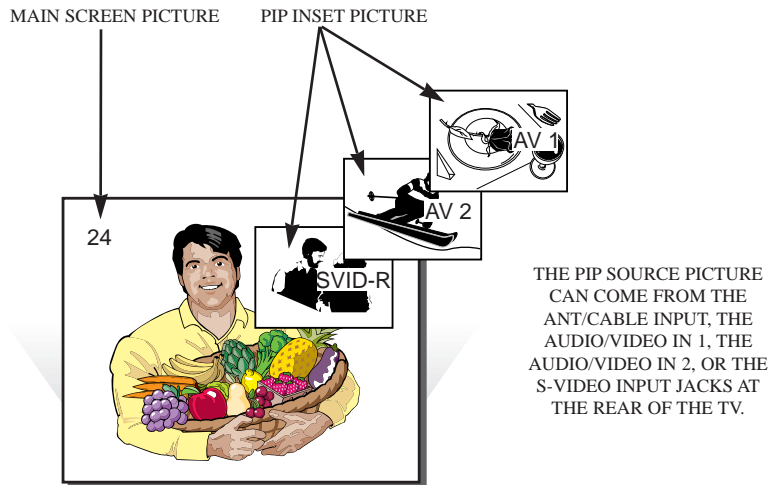 MAIN SCREEN PICTURE
PIP INSET PICTURE
AV 1
AV 2
24
SVID-R
THE PIP SOURCE PICTURE
CAN COME FROM THE
ANT/CABLE INPUT, THE
AUDIO/VIDEO IN 1, THE
AUDIO/VIDEO IN 2, OR THE
S-VIDEO INPUT JACKS AT
THE REAR OF THE TV.